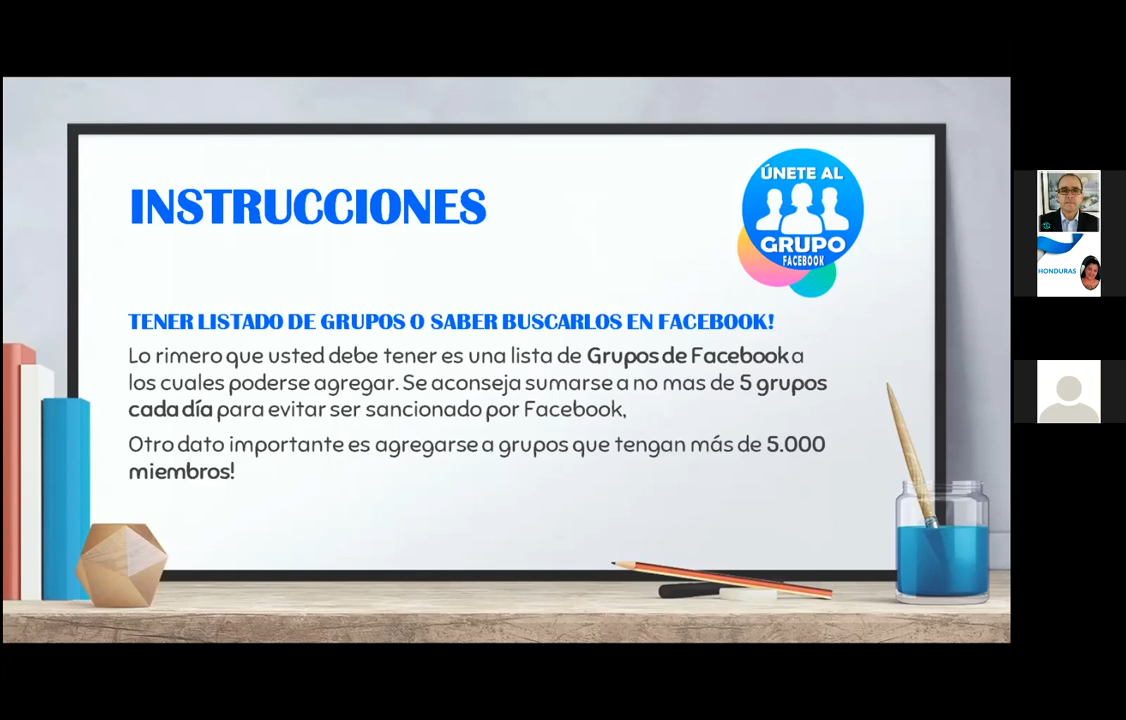 INSTRUCCIONES
ÚNETE AL
GRUPO
FACEBOOK
TENER LISTADO DE GRUPOS O SABER BUSCARLOS EN FACEBOOK!
Lo rimero que usted debe tener es una lista de Grupos de Facebook a
los cuales poderse agregar. Se aconseja sumarse a no mas de 5 grupos
cada día para evitar ser sancionado por Facebook,
Otro dato importante es agregarse a grupos que tengan más de 5.000
miembros!
HONDURAS